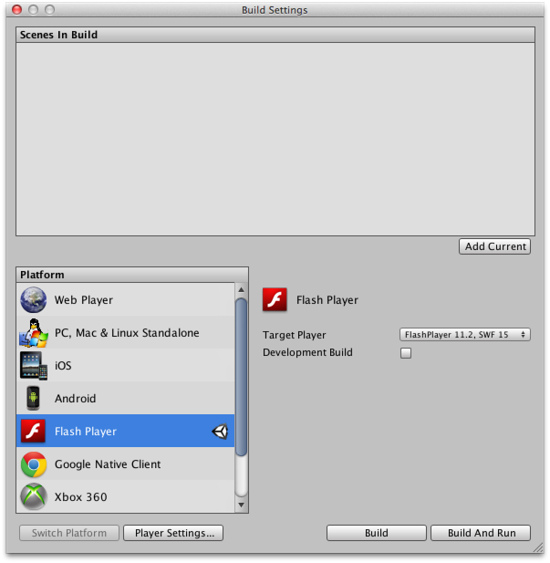 Build Settings
Scenes In Build
Add Current
Platform
Web Player
PC, Mac & Linux Standalone
iOS
Android
Flash Player
Google Native Client
Xbox 360
Flash Player
Target Player FlashPlayer 11.2, SWF 15
Development Build
Switch Platform Player Settings... Build Build And Run